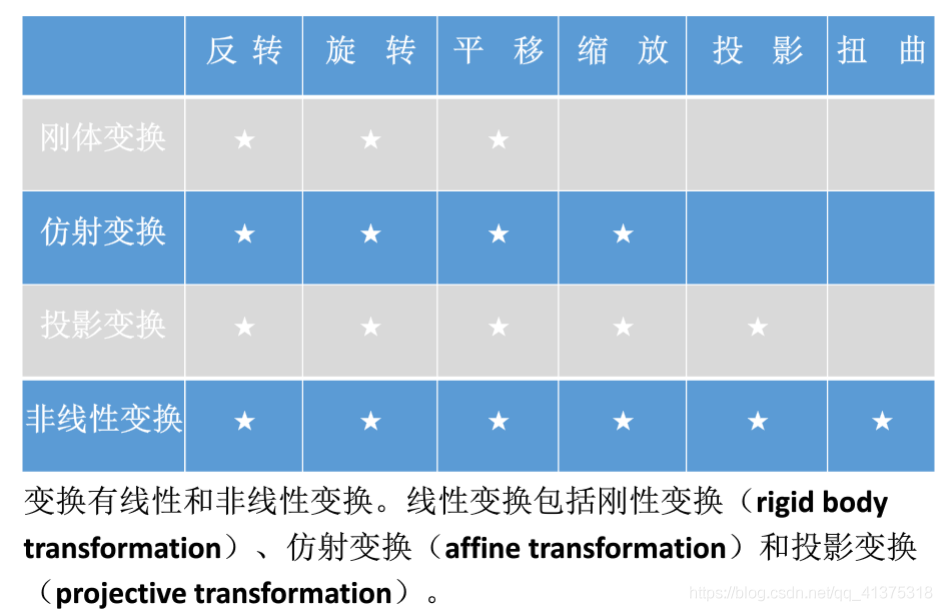 反转 旋转 平移 缩放 投影 扭曲
刚体变换 ★ ★ ★
仿射变换 ★ ★ ★ ★
投影变换 ★ ★ ★ ★ ★
非线性变换 ★ ★ ★ ★ ★ ★
变换有线性和非线性变换。线性变换包括刚性变换（rigid body
transformation）、仿射变换（affine transformation）和投影变换
（projective transformation）。
https://blog.csdn.net/qq_41375318